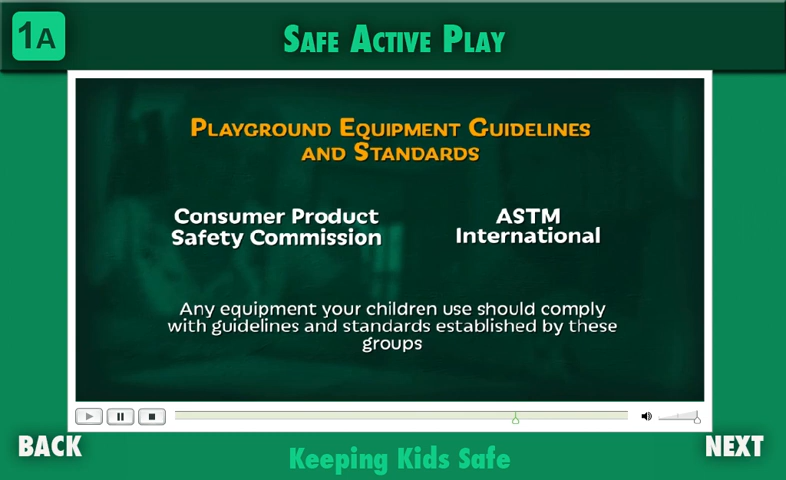 1A
Safe Active Play
Playground Equipment Guidelines
and Standards
Consumer Product
Safety Commission
ASTM
International
Any equipment your children use should comply
with guidelines and standards established by these
groups
BACK
Keeping Kids Safe
NEXT